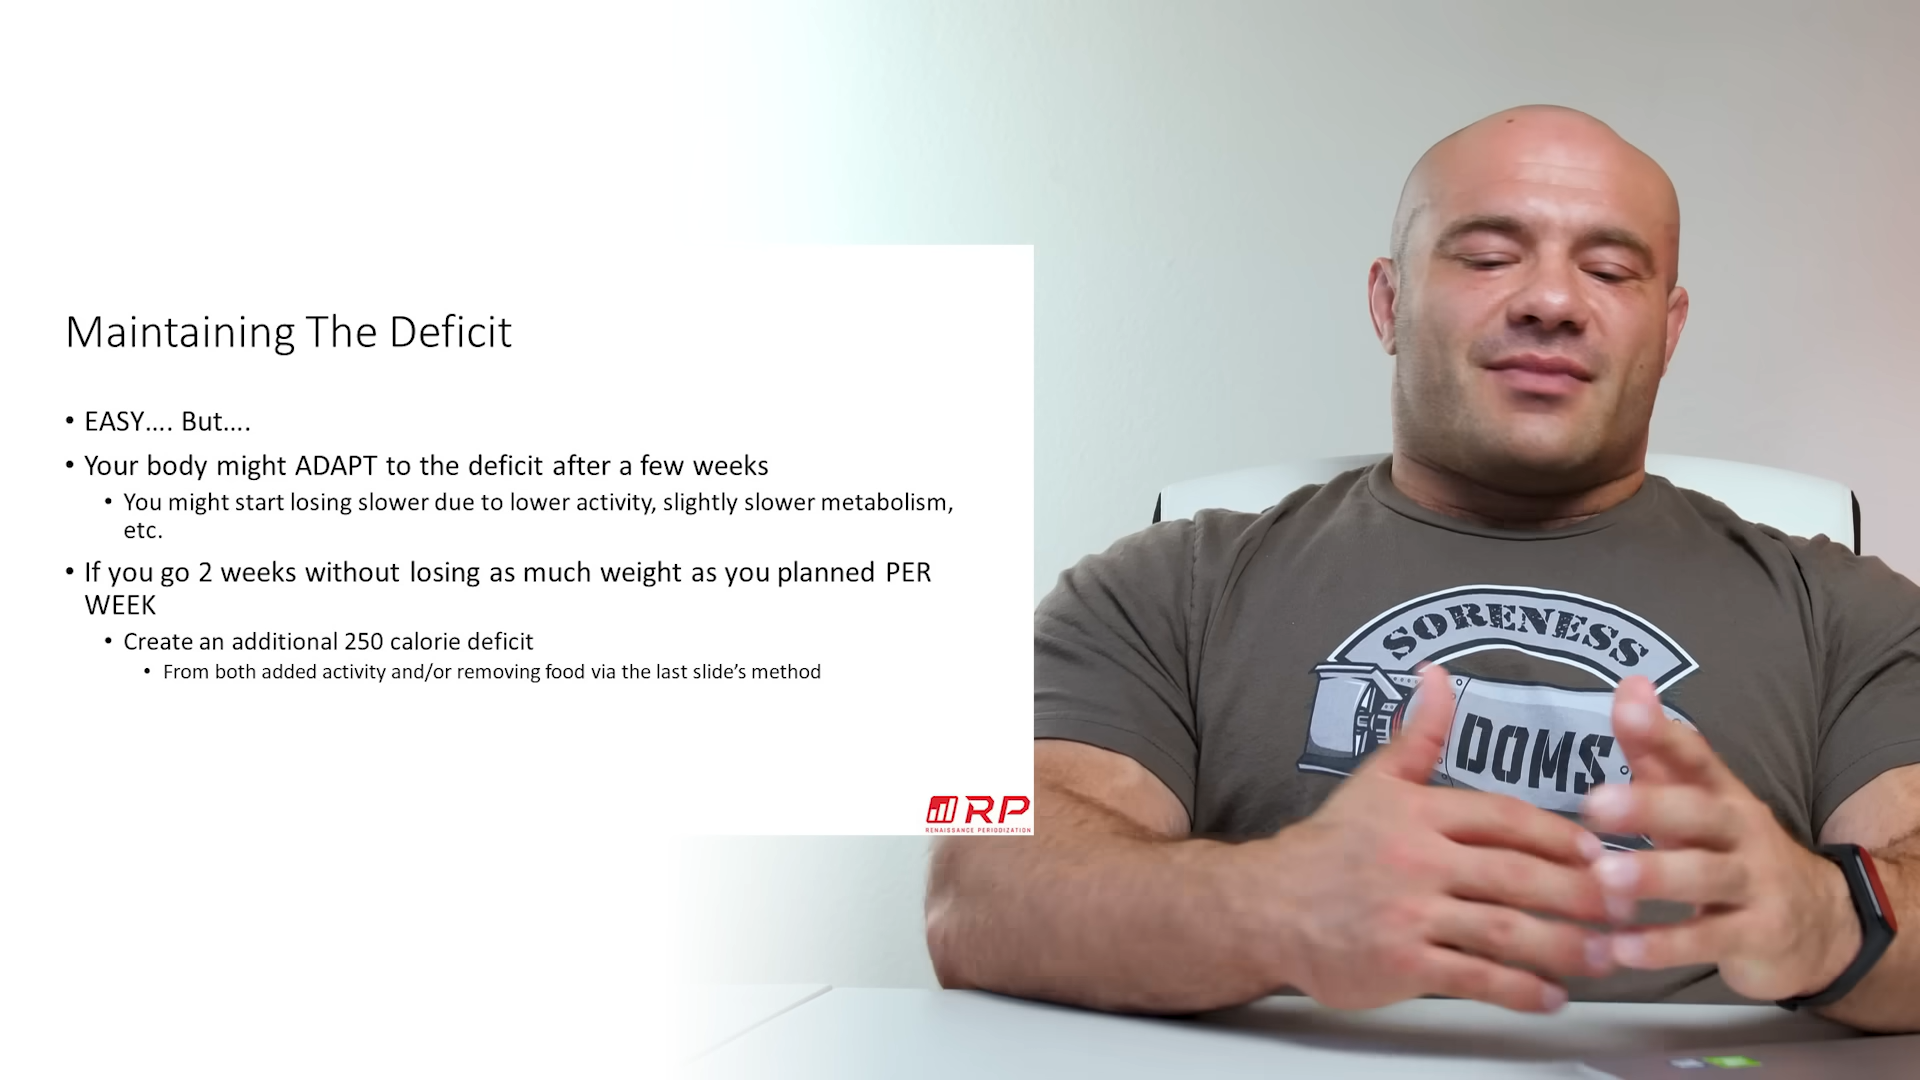 Maintaining The Deficit
• EASY.... But....
• Your body might ADAPT to the deficit after a few weeks
• You might start losing slower due to lower activity, slightly slower metabolism,
etc.
• If you go 2 weeks without losing as much weight as you planned PER
WEEK
• Create an additional 250 calorie deficit
• From both added activity and/or removing food via the last slide's method
RP
RENAISSANCE PERIODIZATION
SORENESS
DOMS